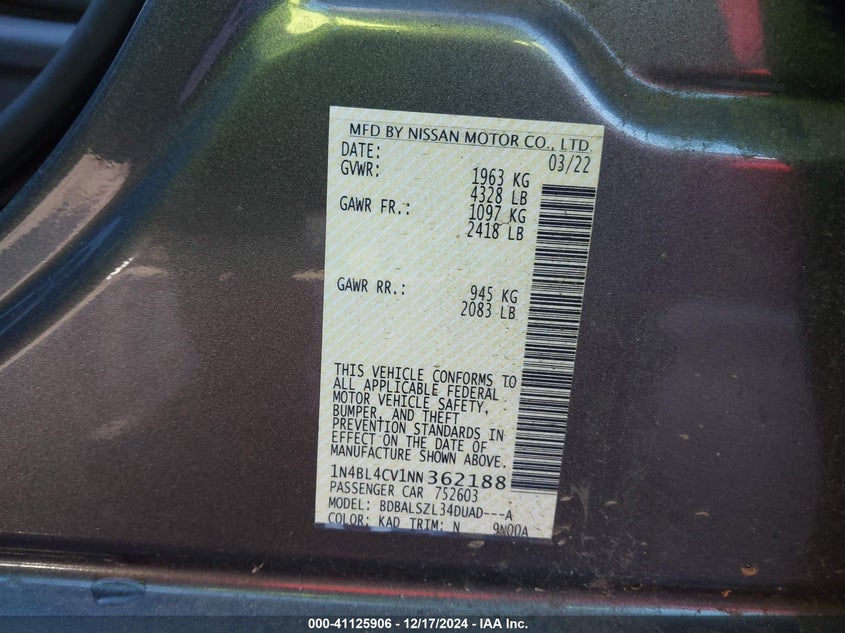 MFD BY NISSAN MOTOR CO., LTD.
DATE: 03/22
GVWR: 1963 KG
4328 LB
GAWR FR.: 1097 KG
2418 LB
GAWR RR.: 945 KG
2083 LB
THIS VEHICLE CONFORMS TO
ALL APPLICABLE FEDERAL
MOTOR VEHICLE SAFETY,
BUMPER, AND THEFT
PREVENTION STANDARDS IN
EFFECT ON THE DATE OF
MANUFACTURE SHOWN ABOVE.
1N4BL4CV1NN362188
PASSENGER CAR 752603
MODEL: BDBALSZL34DUAD---A
COLOR: KAD TRIM: N 9N00A
000-41125906 - 12/17/2024 - IAA Inc.